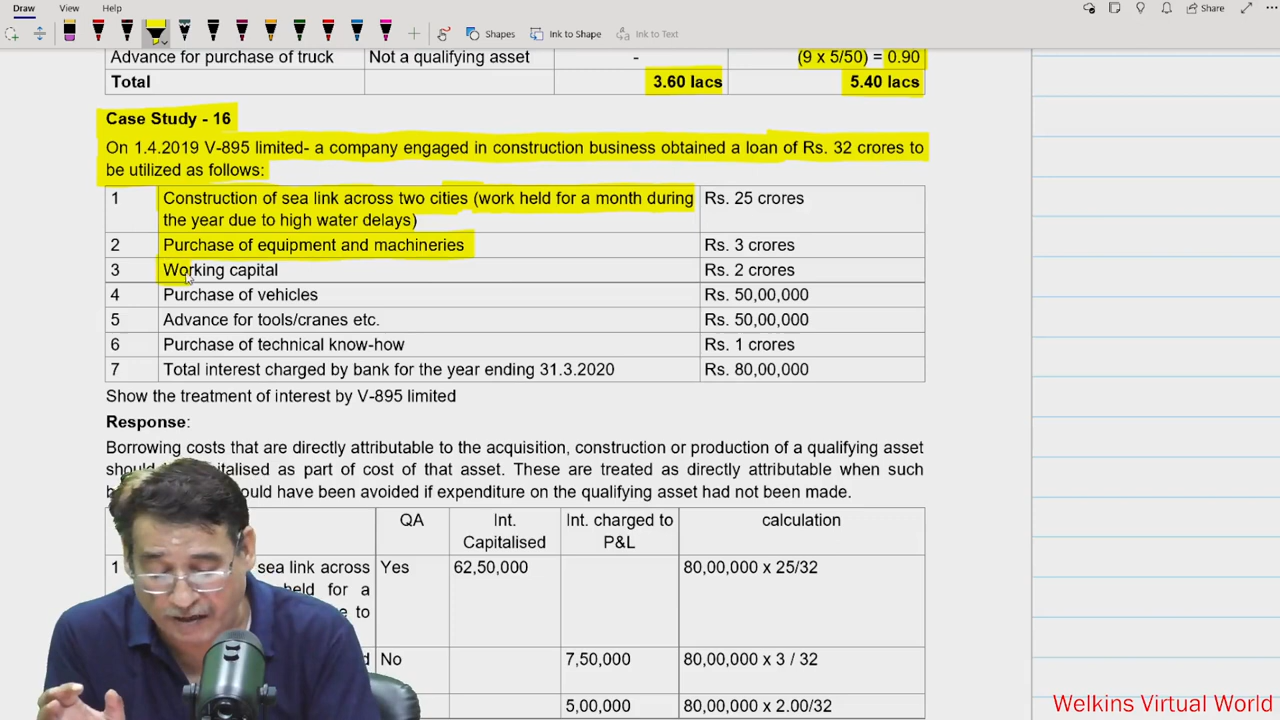 Draw View Help
Share
Shapes Ink to Shape Ink to Text
Advance for purchase of truck Not a qualifying asset - (9 x 5/50) = 0.90
Total 3.60 lacs 5.40 lacs
Case Study - 16
On 1.4.2019 V-895 limited- a company engaged in construction business obtained a loan of Rs. 32 crores to
be utilized as follows:
1 Construction of sea link across two cities (work held for a month during Rs. 25 crores
the year due to high water delays)
2 Purchase of equipment and machineries Rs. 3 crores
3 Working capital Rs. 2 crores
4 Purchase of vehicles Rs. 50,00,000
5 Advance for tools/cranes etc. Rs. 50,00,000
6 Purchase of technical know-how Rs. 1 crores
7 Total interest charged by bank for the year ending 31.3.2020 Rs. 80,00,000
Show the treatment of interest by V-895 limited
Response:
Borrowing costs that are directly attributable to the acquisition, construction or production of a qualifying asset
as part of cost of that asset. These are treated as directly attributable when such
have been avoided if expenditure on the qualifying asset had not been made.
QA Int. Int. charged to calculation
Capitalised P&L
1 sea link across Yes 62,50,000 80,00,000 x 25/32
for a
to
No 7,50,000 80,00,000 x 3 / 32
5,00,000 80,00,000 x 2.00/32
Welkins Virtual World